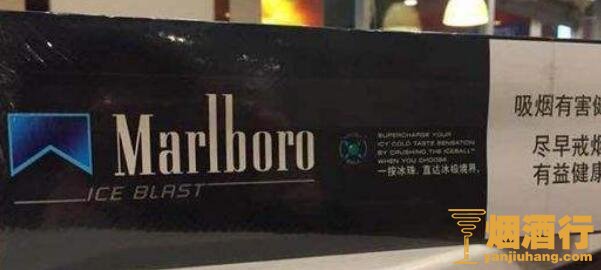 Marlboro
ICE BLAST
SUPERCHARGE YOUR
ICY COLD TASTE SENSATION
BY CRUSHING THE ICEBALL™
WHEN YOU CHOOSE
一按冰珠,直达冰极境界。
吸烟有害健
尽早戒烟
有益健康
烟酒行
yanjiuhang.com